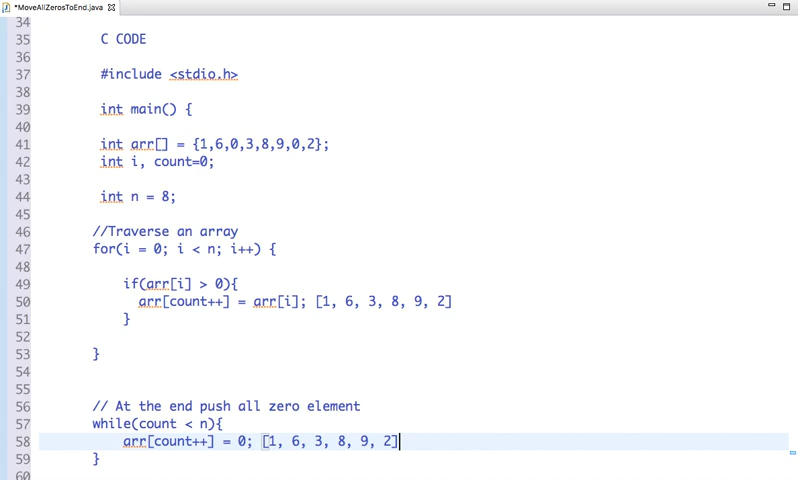 *MoveAllZerosToEnd.java
34
35 C CODE
36
37 #include <stdio.h>
38
39 int main() {
40
41 int arr[] = {1,6,0,3,8,9,0,2};
42 int i, count=0;
43
44 int n = 8;
45
46 //Traverse an array
47 for(i = 0; i < n; i++) {
48
49 if(arr[i] > 0){
50 arr[count++] = arr[i]; [1, 6, 3, 8, 9, 2]
51 }
52
53 }
54
55
56 // At the end push all zero element
57 while(count < n){
58 arr[count++] = 0; [1, 6, 3, 8, 9, 2]
59 }
60